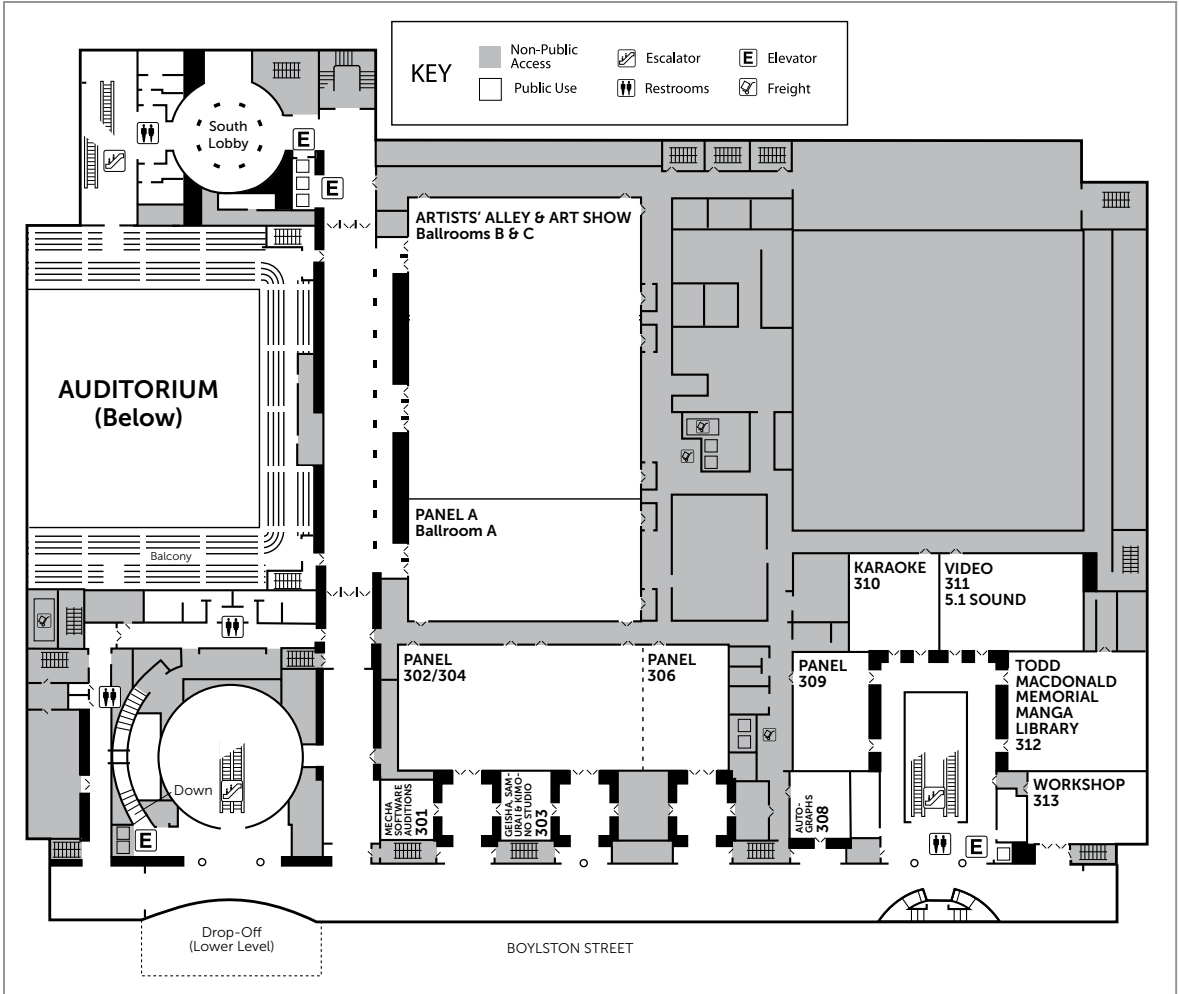 KEY
Non-Public
Access
Public Use
Escalator
Restrooms
E Elevator
Freight
South
Lobby
E
E
ARTISTS’ ALLEY & ART SHOW
Ballrooms B & C
AUDITORIUM
(Below)
PANEL A
Ballroom A
Balcony
KARAOKE
310
VIDEO
311
5.1 SOUND
PANEL
302/304
PANEL
306
PANEL
309
TODD
MACDONALD
MEMORIAL
MANGA
LIBRARY
312
Down
MECHA
SOFTWARE
AUDITIONS
301
GEISHA, SAM-
URAI & KIMO-
NO STUDIO
303
AUTO-
GRAPHS
308
WORKSHOP
313
E
E
Drop-Off
(Lower Level)
BOYLSTON STREET